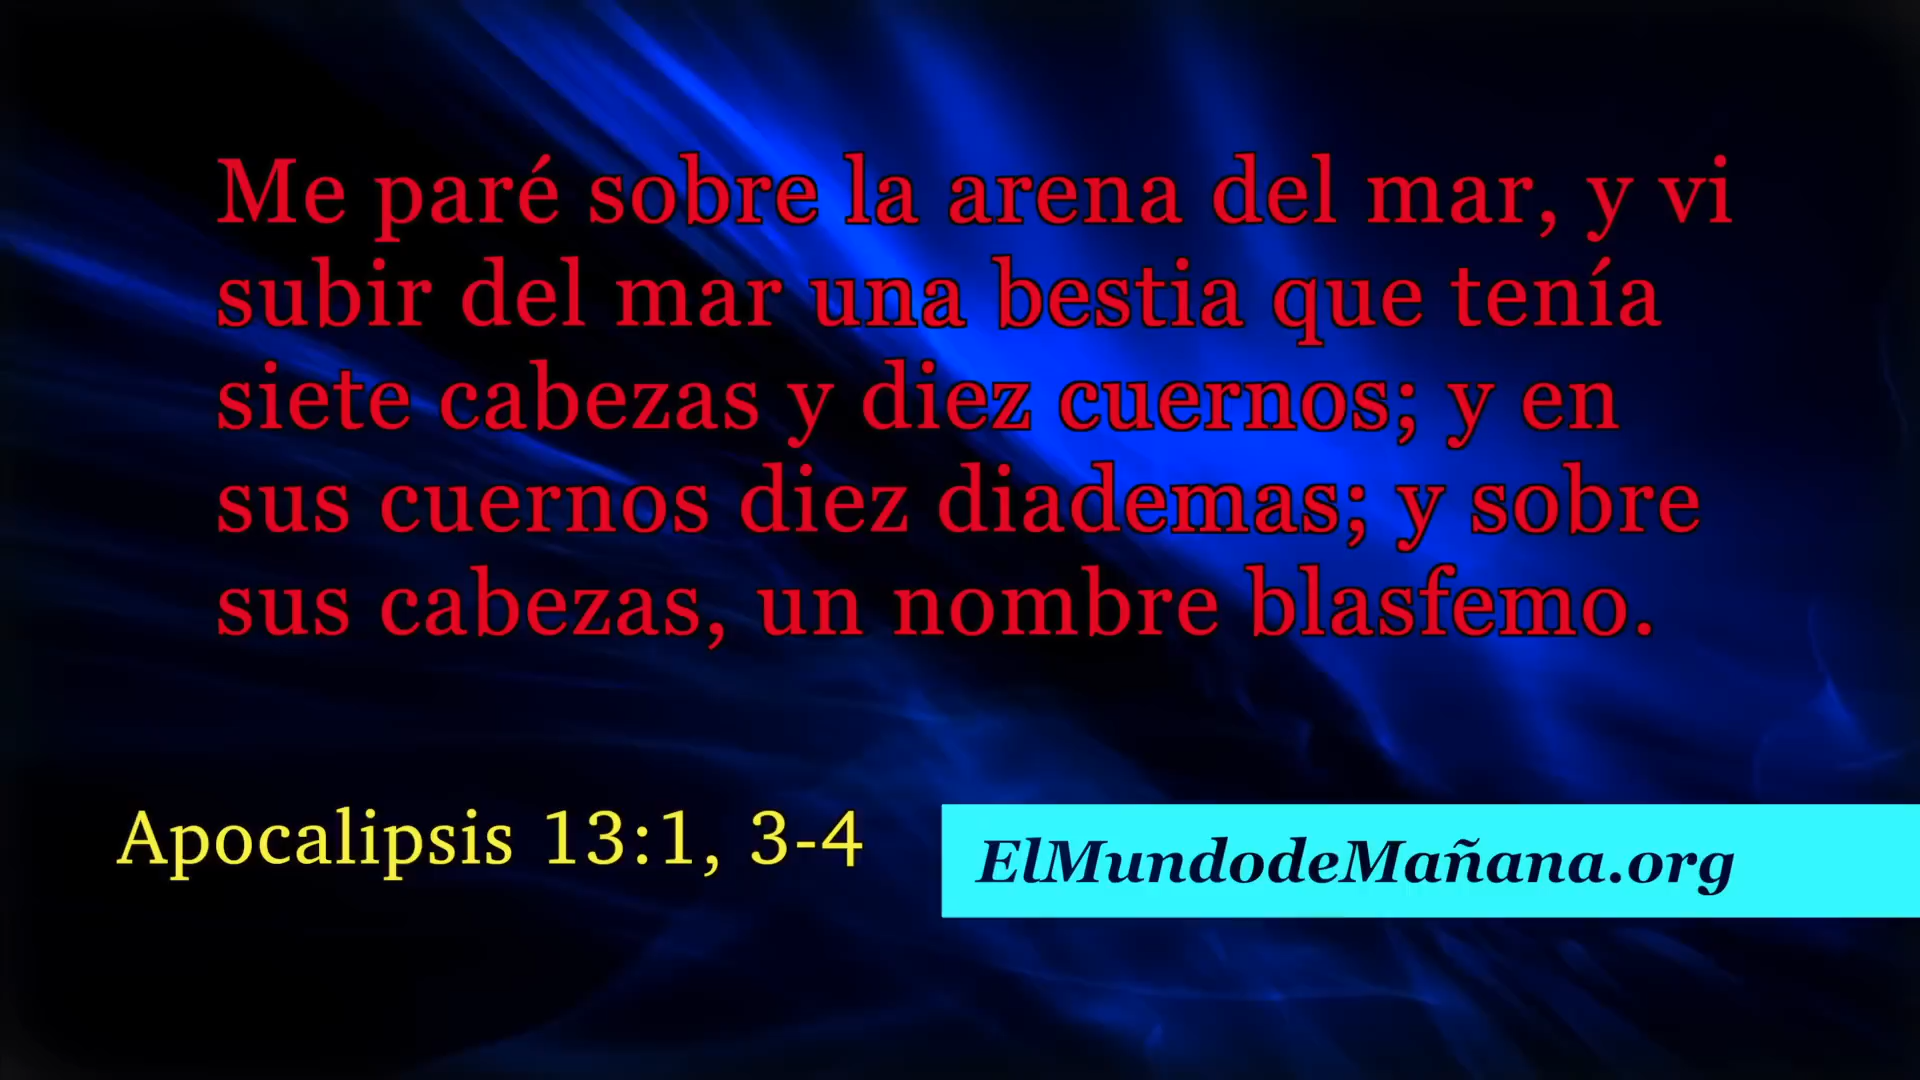 Me paré sobre la arena del mar, y vi
subir del mar una bestia que tenía
siete cabezas y diez cuernos; y en
sus cuernos diez diademas; y sobre
sus cabezas, un nombre blasfemo.
Apocalipsis 13:1, 3-4
ElMundodeMañana.org